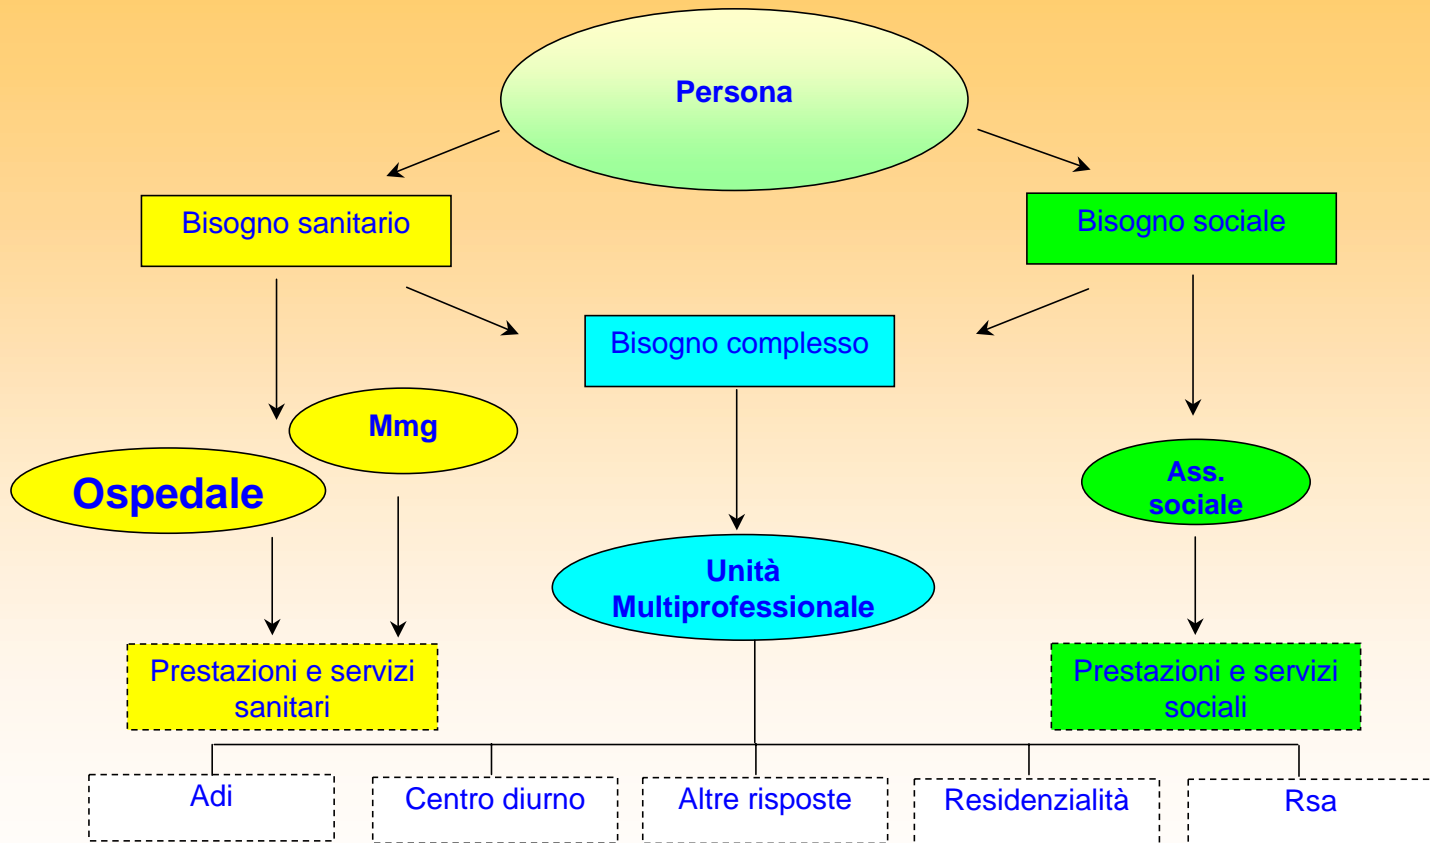 Persona
Bisogno sanitario
Bisogno sociale
Bisogno complesso
Mmg
Ospedale
Ass.
sociale
Unità
Multiprofessionale
Prestazioni e servizi
sanitari
Prestazioni e servizi
sociali
Adi
Centro diurno
Altre risposte
Residenzialità
Rsa